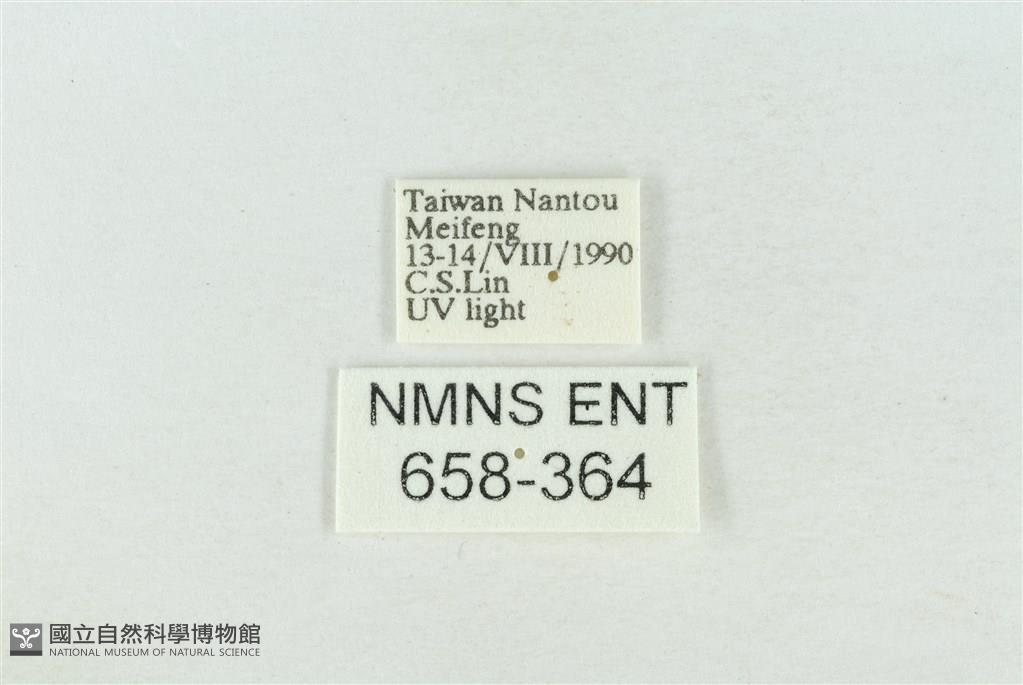 Taiwan Nantou
Meifeng
13-14/VIII/1990
C.S.Lin
UV light
NMNS ENT
658-364
國立自然科學博物館
NATIONAL MUSEUM OF NATURAL SCIENCE